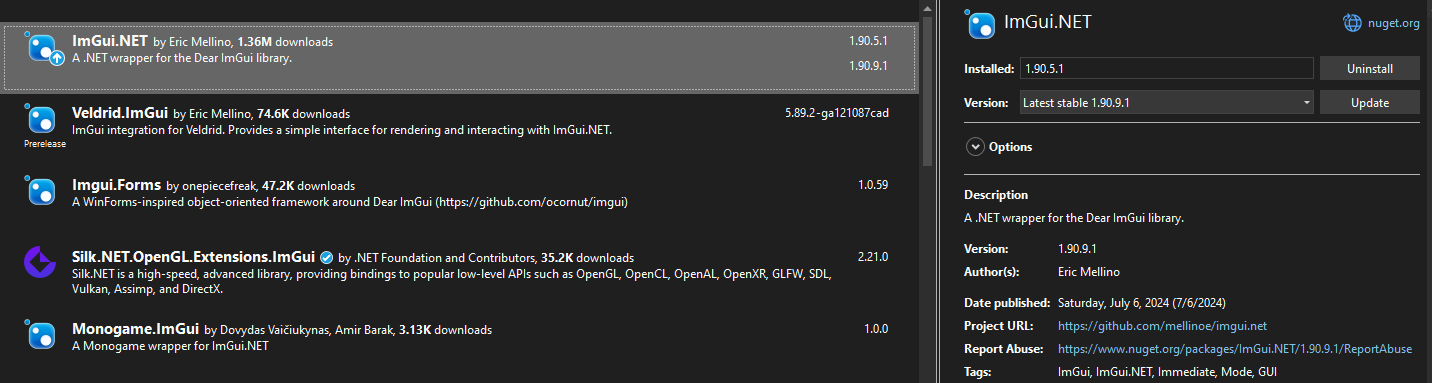 ImGui.NET by Eric Mellino, 1.36M downloads 1.90.5.1
A .NET wrapper for the Dear ImGui library.
1.90.9.1
Veldrid.ImGui by Eric Mellino, 74.6K downloads 5.89.2-ga121087cad
ImGui integration for Veldrid. Provides a simple interface for rendering and interacting with ImGui.NET.
Prerelease
Imgui.Forms by onepiecefreak, 47.2K downloads 1.0.59
A WinForms-inspired object-oriented framework around Dear ImGui (https://github.com/ocornut/imgui)
Silk.NET.OpenGL.Extensions.ImGui by .NET Foundation and Contributors, 35.2K downloads 2.21.0
Silk.NET is a high-speed, advanced library, providing bindings to popular low-level APIs such as OpenGL, OpenCL, OpenAL, OpenXR, GLFW, SDL,
Vulkan, Assimp, and DirectX.
Monogame.ImGui by Dovydas Vaičiukynas, Amir Barak, 3.13K downloads 1.0.0
A Monogame wrapper for ImGui.NET
ImGui.NET nuget.org
Installed: 1.90.5.1 Uninstall
Version: Latest stable 1.90.9.1 Update
Options
Description
A .NET wrapper for the Dear ImGui library.
Version: 1.90.9.1
Author(s): Eric Mellino
Date published: Saturday, July 6, 2024 (7/6/2024)
Project URL: https://github.com/mellinoe/imgui.net
Report Abuse: https://www.nuget.org/packages/ImGui.NET/1.90.9.1/ReportAbuse
Tags: ImGui, ImGui.NET, Immediate, Mode, GUI